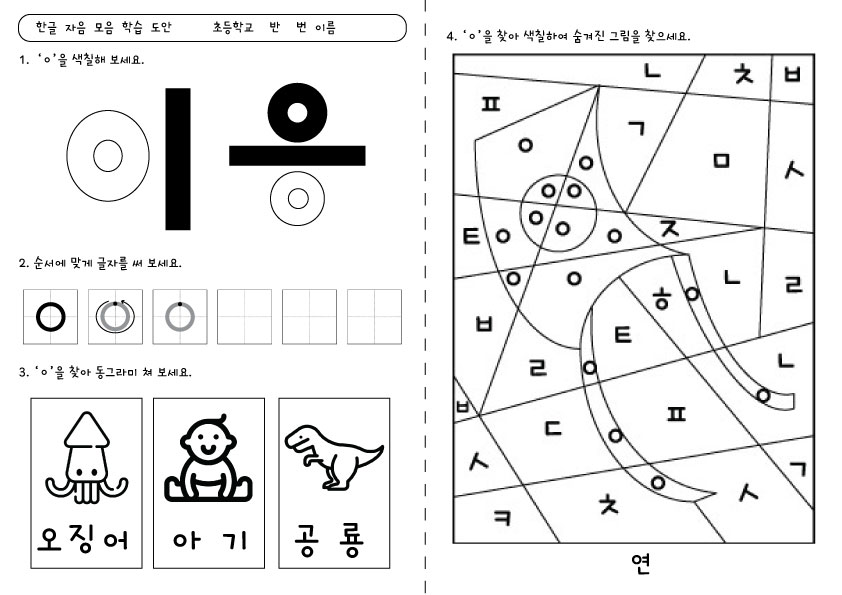 한글 자음 모음 학습 도안 초등학교 반 번 이름
1. 'ㅇ'을 색칠해 보세요.
이 응
2. 순서에 맞게 글자를 써 보세요.
ㅇ ㅇ ㅇ
3. 'ㅇ'을 찾아 동그라미 쳐 보세요.
오징어
아기
공룡
4. 'ㅇ'을 찾아 색칠하여 숨겨진 그림을 찾으세요.
ㄴ ㅊ ㅂ
ㅍ
ㄱ
ㅇ
ㅇ ㅁ ㅅ
ㅇ ㅇ
ㅇ ㅇ
ㅌ ㅇ ㅇ ㅈ
ㅇ ㅇ ㄴ ㄹ
ㅎ ㅇ
ㅂ ㅌ
ㄹ ㅇ ㄴ
ㅂ ㅇ
ㄷ ㅇ ㅍ
ㅅ ㄱ
ㅇ ㅅ
ㅋ ㅊ
연